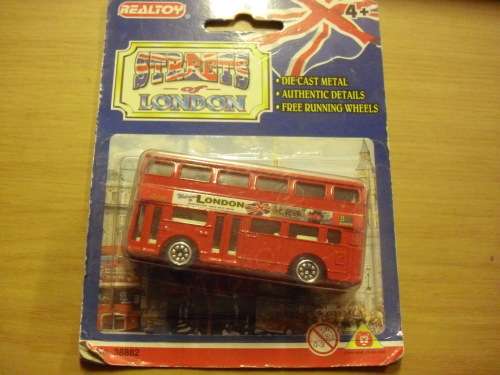 REALTOY
4+
STREETS
of
LONDON
• DIE CAST METAL
• AUTHENTIC DETAILS
• FREE RUNNING WHEELS
LONDON
38882